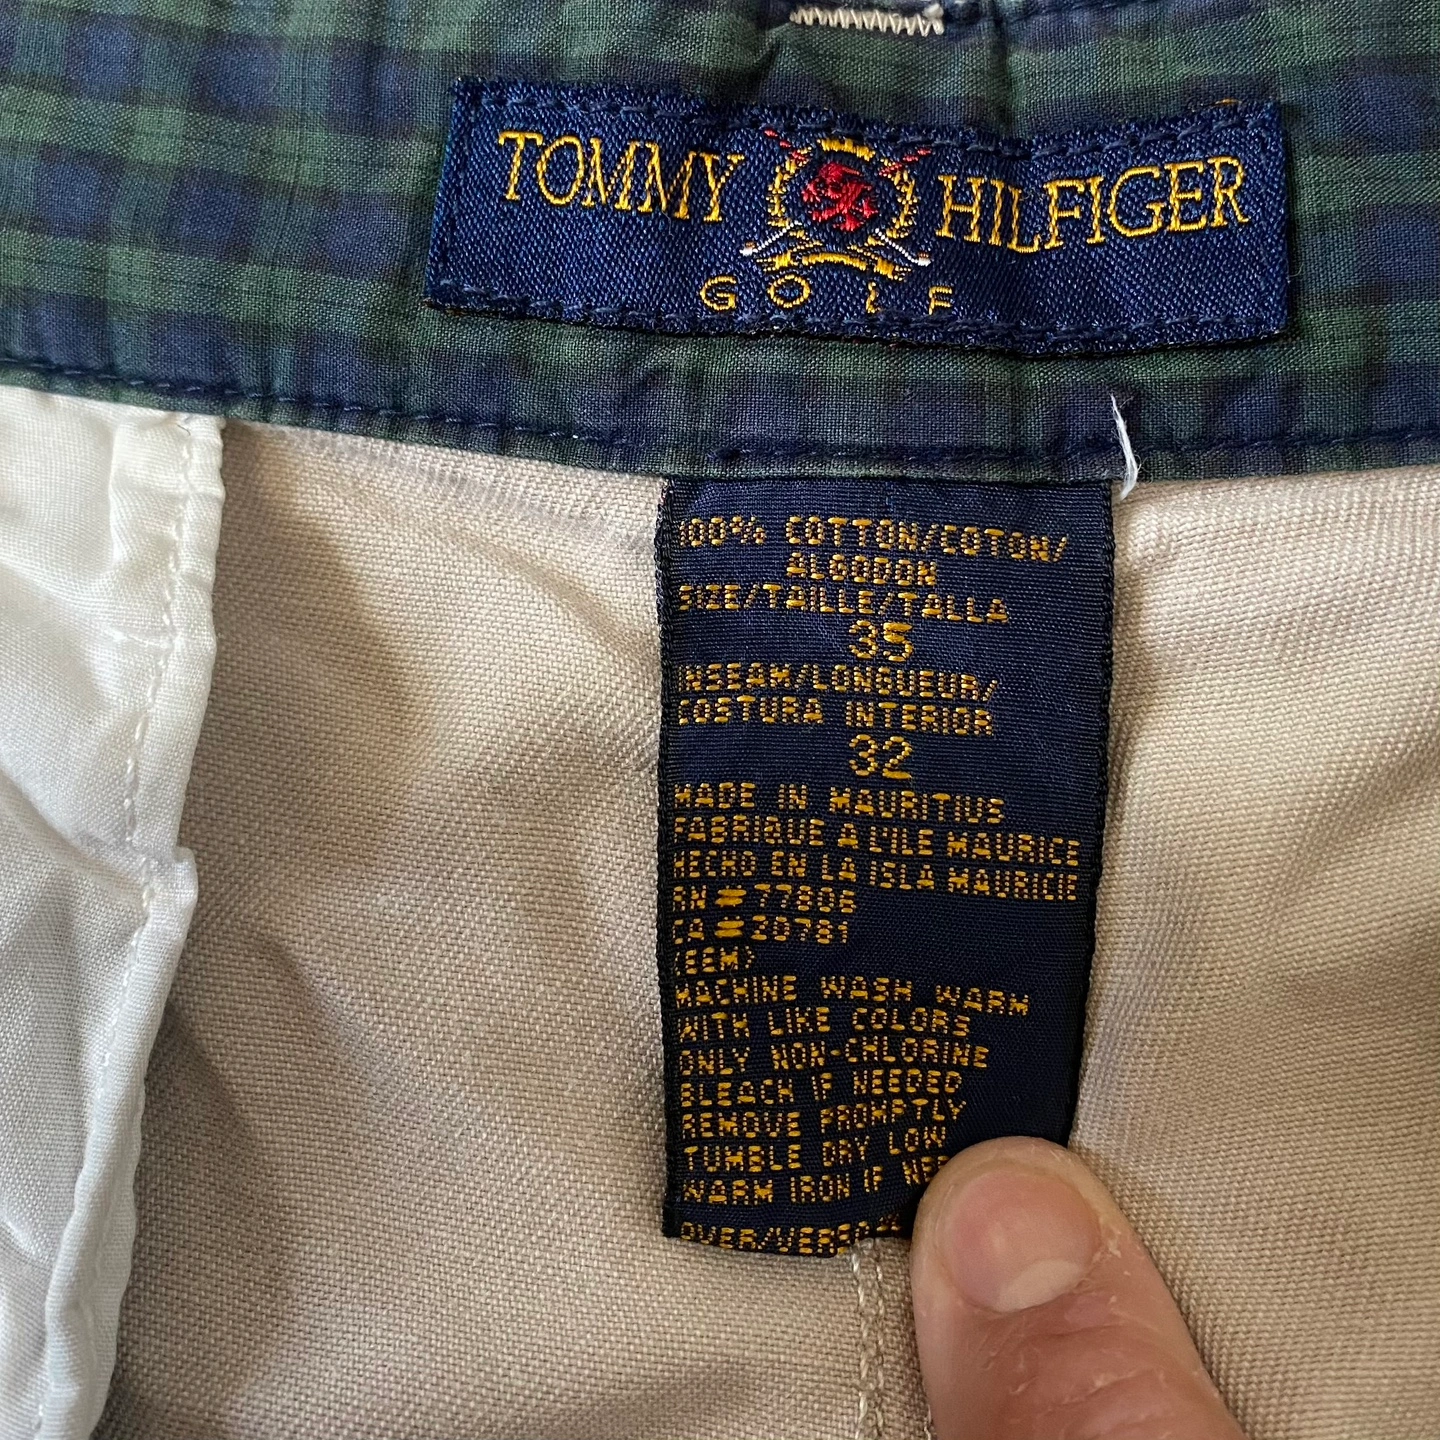 TOMMY HILFIGER
GOLF
100% COTTON/COTON/
ALGODON
SIZE/TAILLE/TALLA
35
INSEAM/LONGUEUR/
COSTURA INTERIOR
32
MADE IN MAURITIUS
FABRIQUE A L'ILE MAURICE
HECHO EN LA ISLA MAURICIE
RN # 77806
CA # 20781
(EEM)
MACHINE WASH WARM
WITH LIKE COLORS
ONLY NON-CHLORINE
BLEACH IF NEEDED
REMOVE PROMPTLY
TUMBLE DRY LOW
WARM IRON IF
OVER/